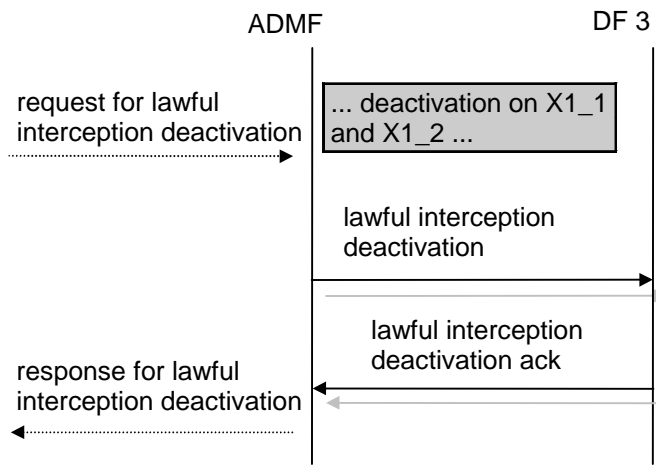 ADMF
DF 3
request for lawful
interception deactivation
... deactivation on X1_1
and X1_2 ...
lawful interception
deactivation
lawful interception
deactivation ack
response for lawful
interception deactivation